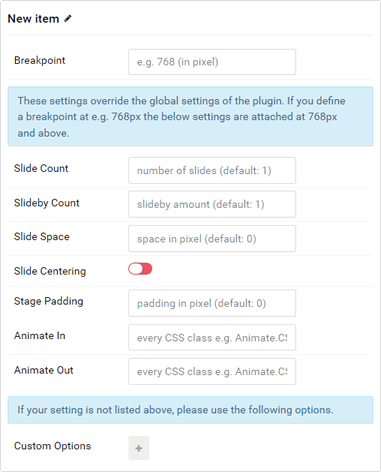 New item
Breakpoint
e.g. 768 (in pixel)
These settings override the global settings of the plugin. If you define
a breakpoint at e.g. 768px the below settings are attached at 768px
and above.
Slide Count
number of slides (default: 1)
Slideby Count
slideby amount (default: 1)
Slide Space
space in pixel (default: 0)
Slide Centering
Stage Padding
padding in pixel (default: 0)
Animate In
every CSS class e.g. Animate.CS
Animate Out
every CSS class e.g. Animate.CS
If your setting is not listed above, please use the following options.
Custom Options
+